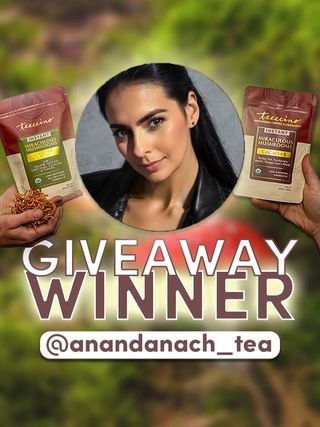 teeccino
INSTANT
MIRACULOUS
MUSHROOMS
teeccino
INSTANT
MIRACULOUS
MUSHROOMS
GIVEAWAY
WINNER
@anandanach_tea